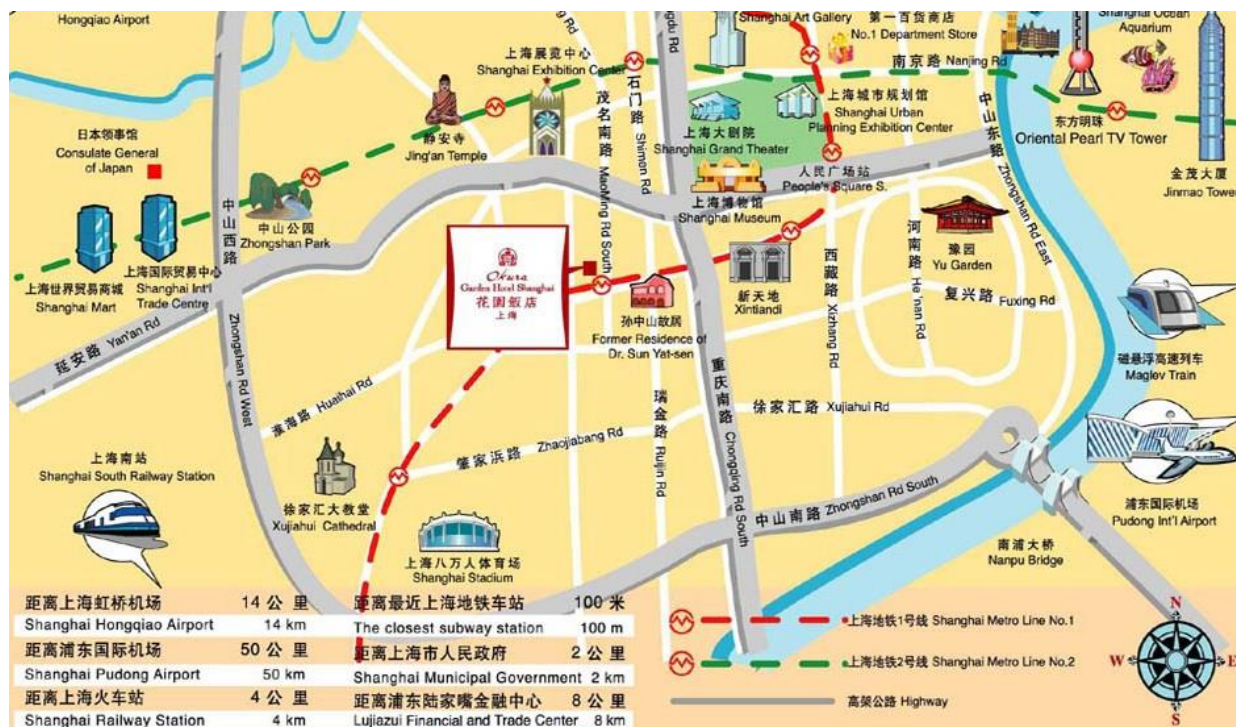 Hongqiao Airport
上海展览中心
Shanghai Exhibition Center
Shanghai Art Gallery
第一百货商店
No.1 Department Store
Shanghai Ocean
Aquarium
南京路 Nanjing Rd
石门路 Shimen Rd
茂名南路 MaoMing Rd South
日本领事馆
Consulate General
of Japan
静安寺
Jing'an Temple
上海大剧院
Shanghai Grand Theater
上海城市规划馆
Shanghai Urban
Planning Exhibition Center
中山东路 Zhongshan Rd East
东方明珠
Oriental Pearl TV Tower
金茂大厦
Jinmao Tower
人民广场站
People's Square S.
上海博物馆
Shanghai Museum
中山公园
Zhongshan Park
中山西路
Zhongshan Rd West
上海世界贸易商城
Shanghai Mart
上海国际贸易中心
Shanghai Int'l
Trade Centre
Okura
Garden Hotel Shanghai
花園飯店
上海
孙中山故居
Former Residence of
Dr. Sun Yat-sen
新天地
Xintiandi
西藏路 Xizhang Rd
河南路 He'nan Rd
豫园
Yu Garden
复兴路 Fuxing Rd
磁悬浮高速列车
Maglev Train
延安路 Yan'an Rd
淮海路 Huaihai Rd
肇家浜路 Zhaojiabang Rd
瑞金路 Ruijin Rd
重庆南路 Chongqing Rd South
徐家汇路 Xujiahui Rd
上海南站
Shanghai South Railway Station
徐家汇大教堂
Xujiahui Cathedral
上海八万人体育场
Shanghai Stadium
中山南路 Zhongshan Rd South
南浦大桥
Nanpu Bridge
浦东国际机场
Pudong Int'l Airport
距离上海虹桥机场 14 公里
Shanghai Hongqiao Airport 14 km
距离浦东国际机场 50 公里
Shanghai Pudong Airport 50 km
距离上海火车站 4 公里
Shanghai Railway Station 4 km
距离最近上海地铁车站 100 米
The closest subway station 100 m
距离上海市人民政府 2 公里
Shanghai Municipal Government 2 km
距离浦东陆家嘴金融中心 8 公里
Lujiazui Financial and Trade Center 8 km
上海地铁1号线 Shanghai Metro Line No.1
上海地铁2号线 Shanghai Metro Line No.2
高架公路 Highway
N
W
E
S